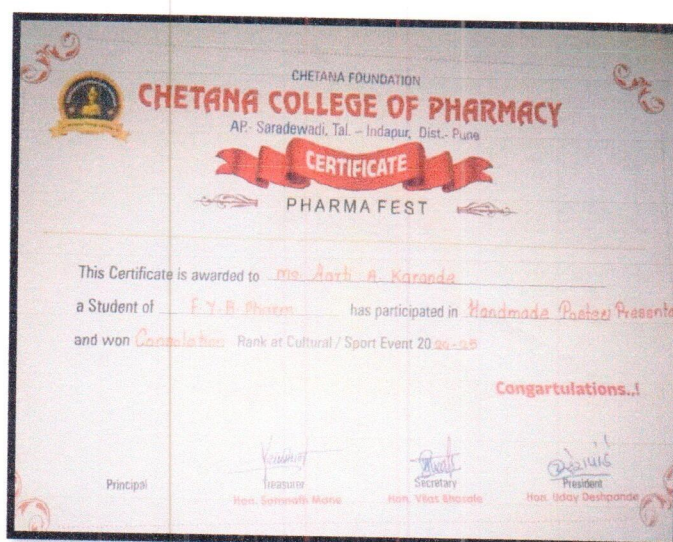 CHETANA FOUNDATION
CHETANA COLLEGE OF PHARMACY
AP.- Saradewadi, Tal. – Indapur, Dist.- Pune
CERTIFICATE
PHARMA FEST
This Certificate is awarded to Ms Aarti A Karande
a Student of F.Y.B Pharm has participated in Handmade Poster Presenta
and won Consolation Rank at Cultural / Sport Event 20
Congartulations..!
Principal Treasurer Secretary President
Hon. Somnath Mane Hon. Vilas Bhosale Hon. Uday Deshpande